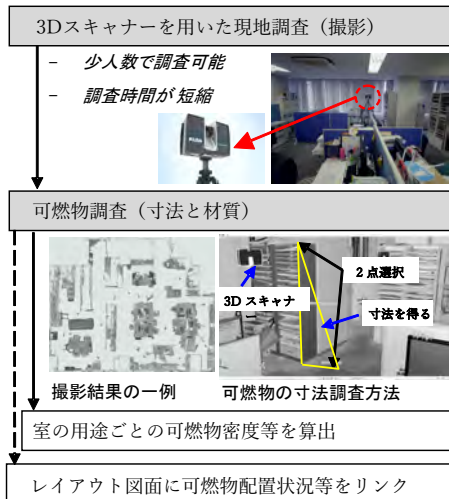 3Dスキャナーを用いた現地調査（撮影）
– 少人数で調査可能
– 調査時間が短縮
可燃物調査（寸法と材質）
2点選択
3Dスキャナ
寸法を得る
撮影結果の一例
可燃物の寸法調査方法
室の用途ごとの可燃物密度等を算出
レイアウト図面に可燃物配置状況等をリンク